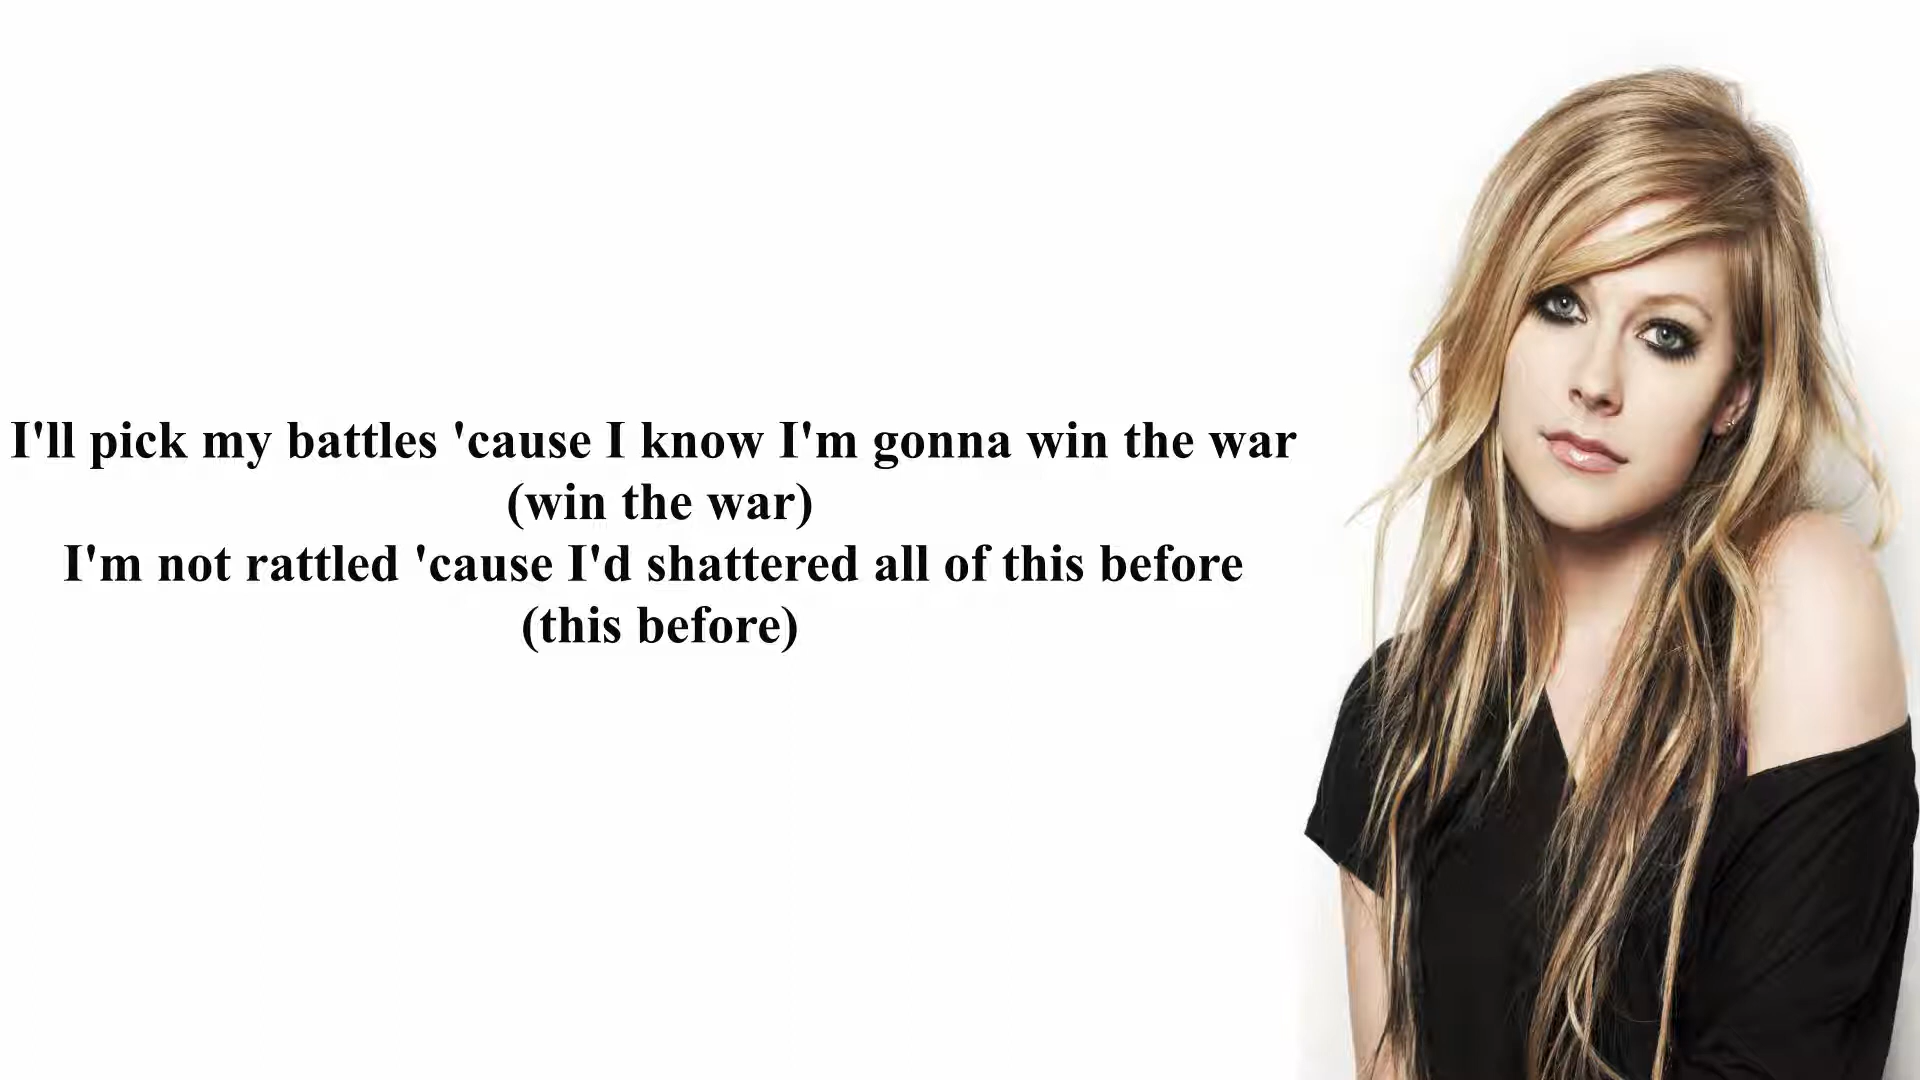 I'll pick my battles 'cause I know I'm gonna win the war
(win the war)
I'm not rattled 'cause I'd shattered all of this before
(this before)